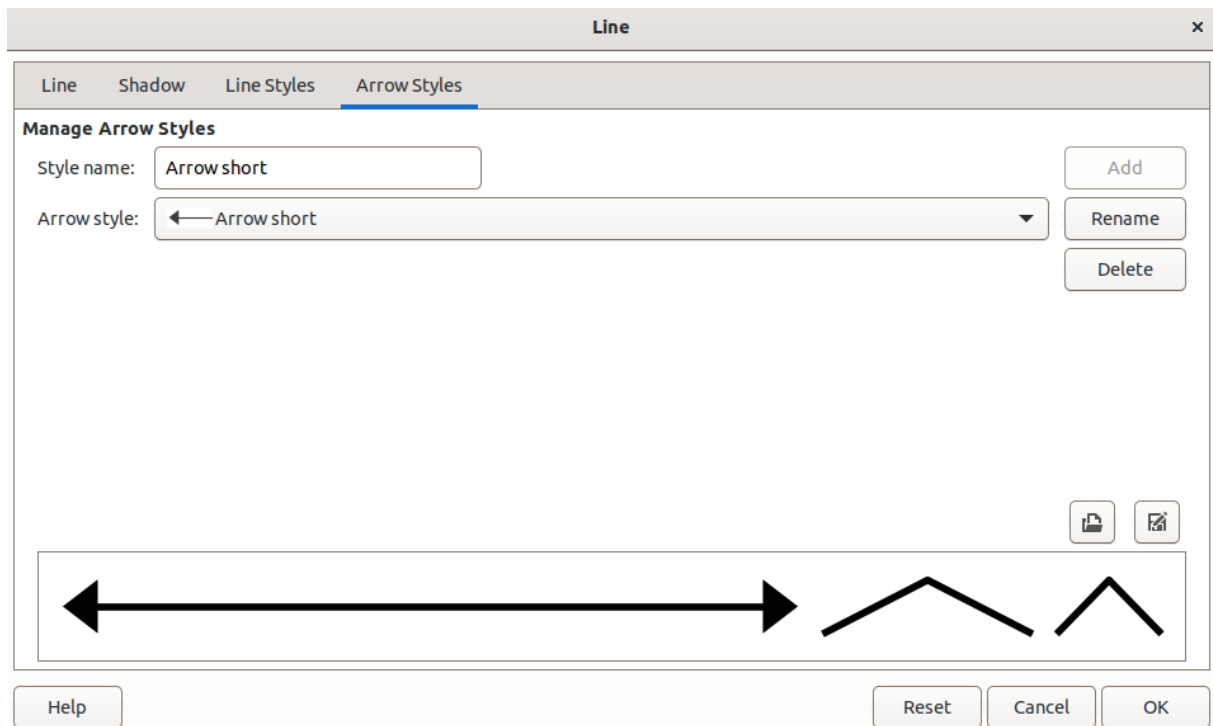 Line
Line Shadow Line Styles Arrow Styles
Manage Arrow Styles
Style name: Arrow short Add
Arrow style: Arrow short Rename
Delete
Help Reset Cancel OK